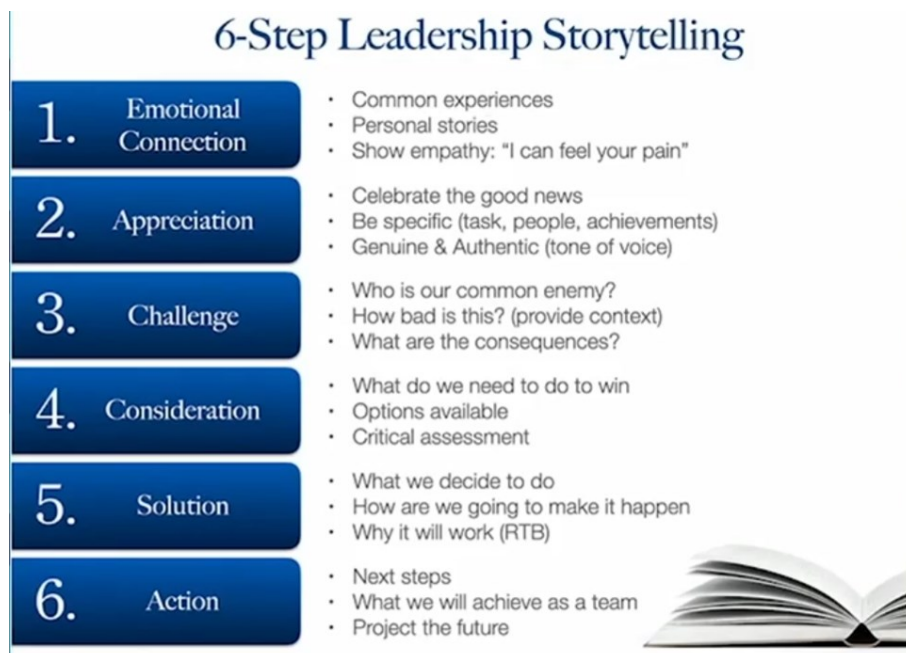 6-Step Leadership Storytelling
1. Emotional
Connection
· Common experiences
· Personal stories
· Show empathy: “I can feel your pain”
2. Appreciation
· Celebrate the good news
· Be specific (task, people, achievements)
· Genuine & Authentic (tone of voice)
3. Challenge
· Who is our common enemy?
· How bad is this? (provide context)
· What are the consequences?
4. Consideration
· What do we need to do to win
· Options available
· Critical assessment
5. Solution
· What we decide to do
· How are we going to make it happen
· Why it will work (RTB)
6. Action
· Next steps
· What we will achieve as a team
· Project the future